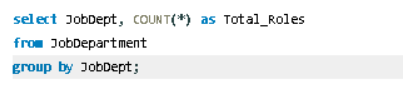 select JobDept, COUNT(*) as Total_Roles
from JobDepartment
group by JobDept;